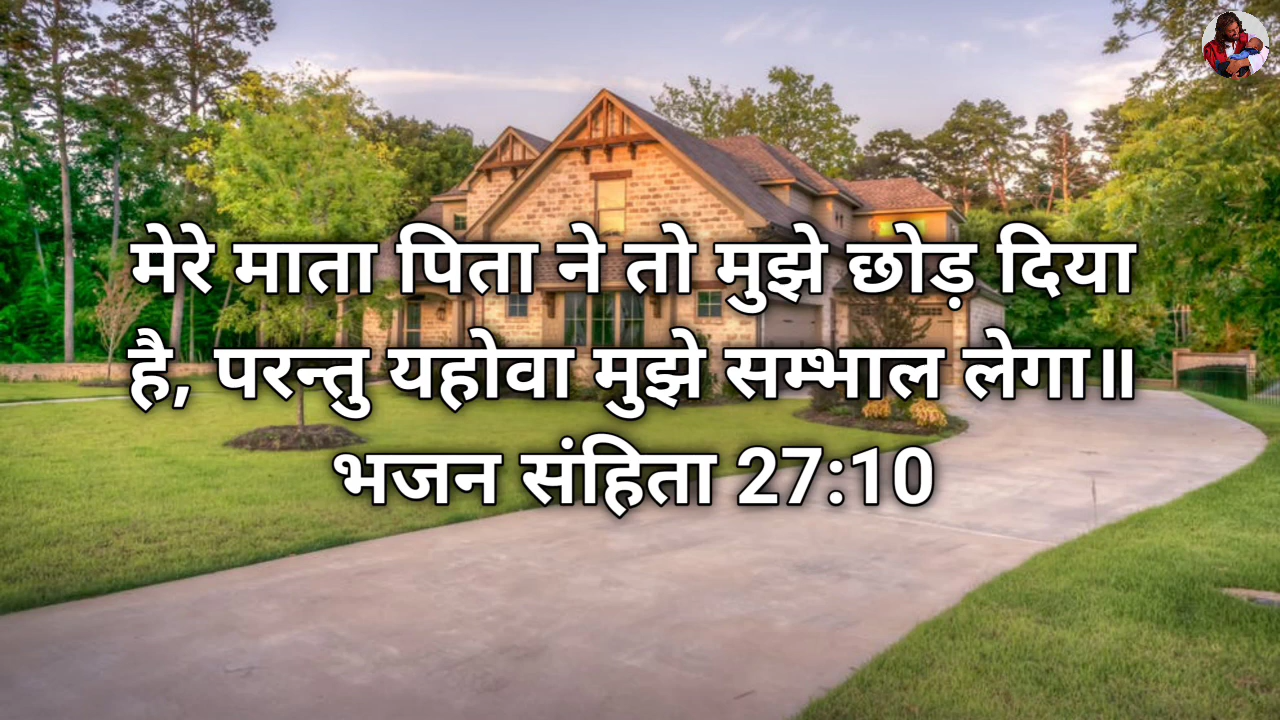 मेरे माता पिता ने तो मुझे छोड़ दिया
है, परन्तु यहोवा मुझे सम्भाल लेगा॥
भजन संहिता 27:10